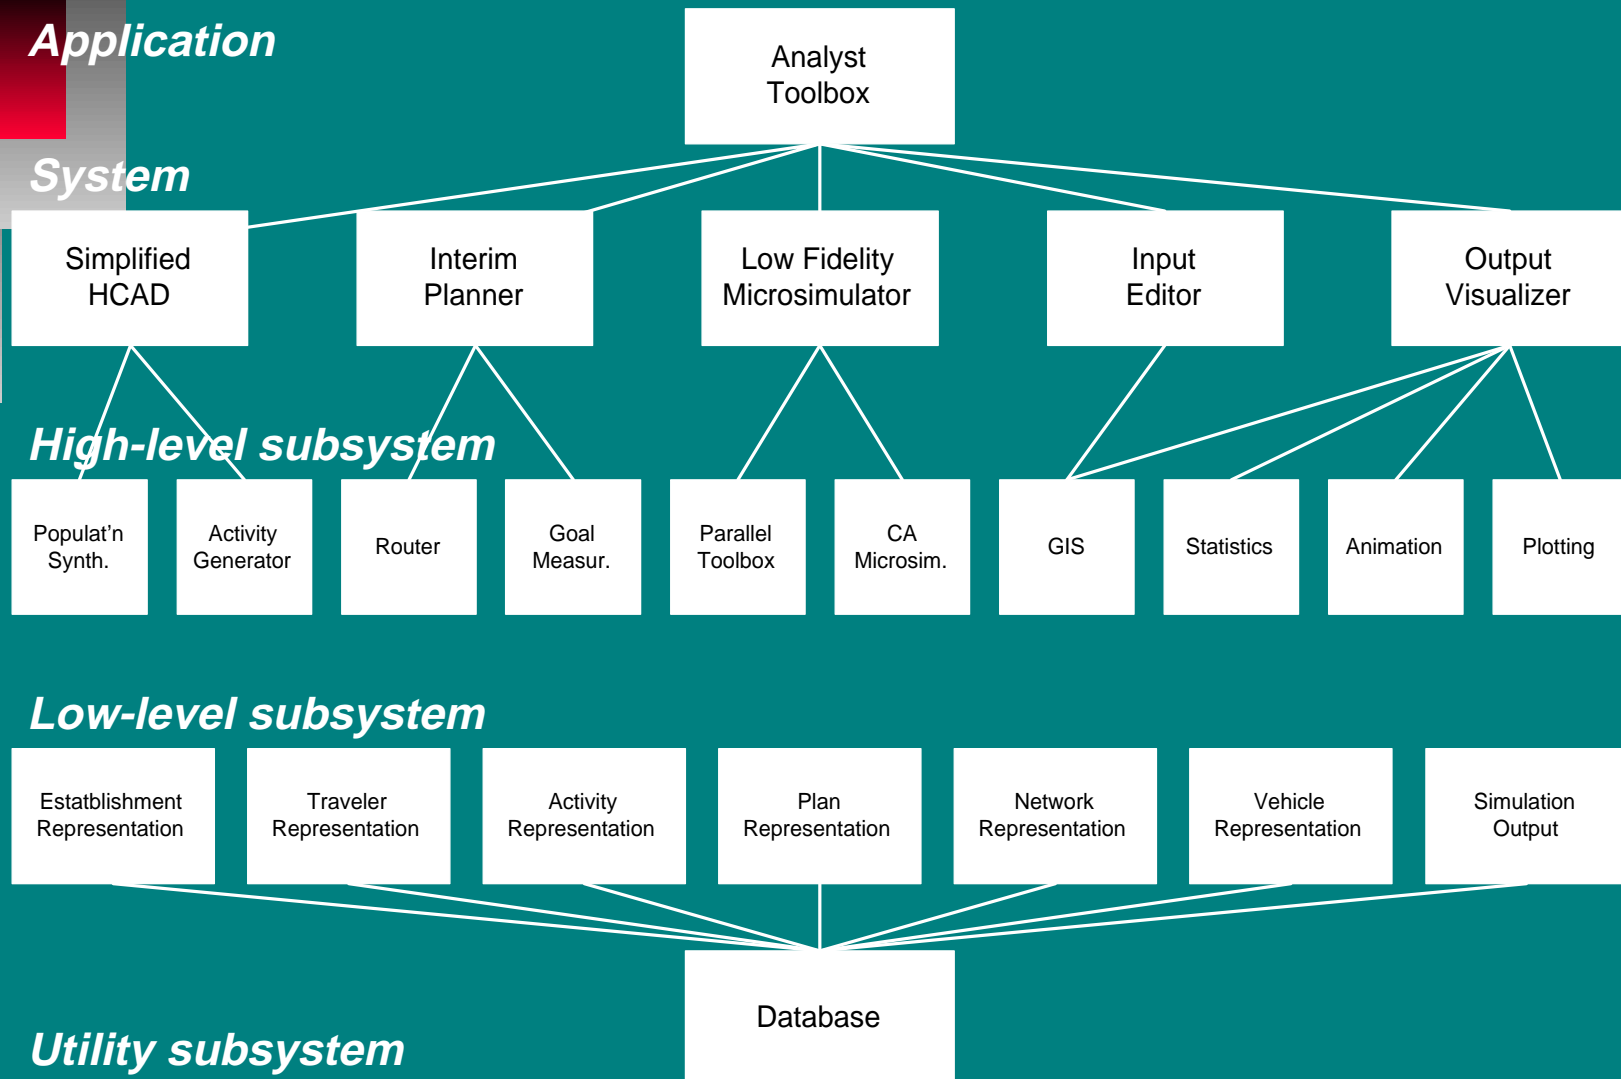 Application
Analyst
Toolbox
System
Simplified
HCAD
Interim
Planner
Low Fidelity
Microsimulator
Input
Editor
Output
Visualizer
High-level subsystem
Populat'n
Synth.
Activity
Generator
Router
Goal
Measur.
Parallel
Toolbox
CA
Microsim.
GIS
Statistics
Animation
Plotting
Low-level subsystem
Estatblishment
Representation
Traveler
Representation
Activity
Representation
Plan
Representation
Network
Representation
Vehicle
Representation
Simulation
Output
Database
Utility subsystem